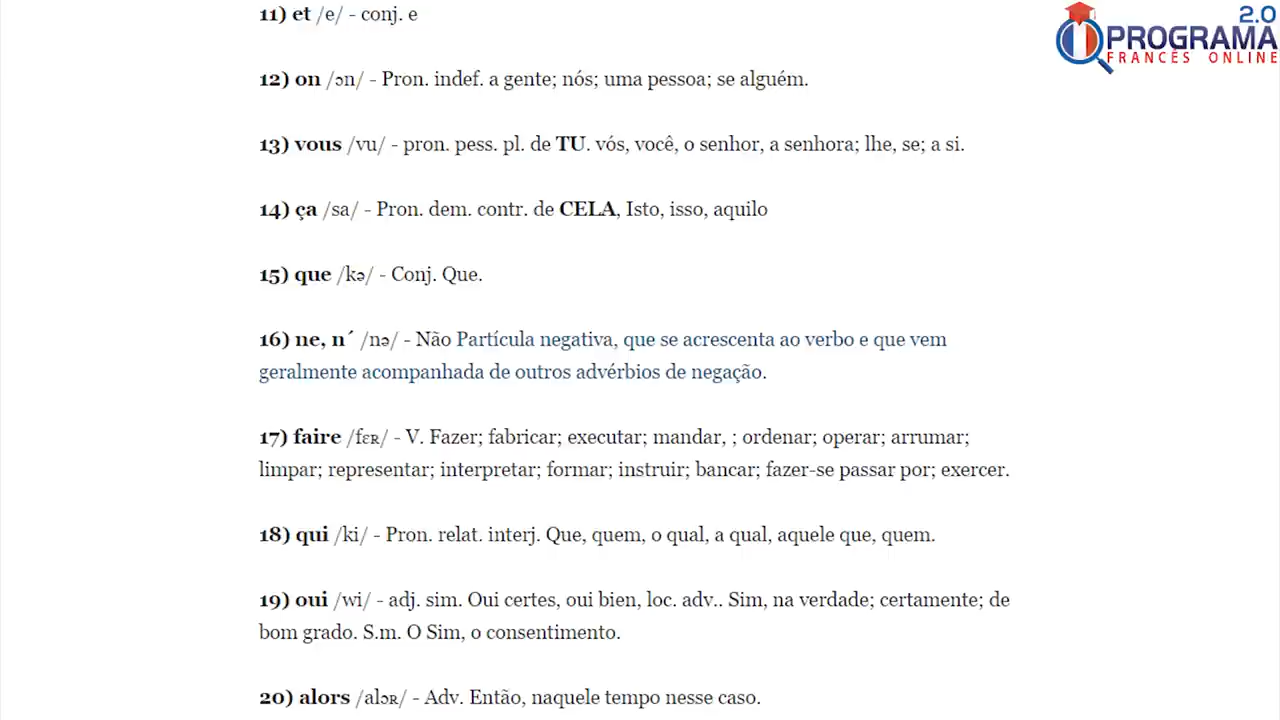 11) et /e/ - conj. e
2.0
PROGRAMA
FRANCÊS ONLINE
12) on /ɔn/ - Pron. indef. a gente; nós; uma pessoa; se alguém.
13) vous /vu/ - pron. pess. pl. de TU. vós, você, o senhor, a senhora; lhe, se; a si.
14) ça /sa/ - Pron. dem. contr. de CELA, Isto, isso, aquilo
15) que /kə/ - Conj. Que.
16) ne, n´ /nə/ - Não Partícula negativa, que se acrescenta ao verbo e que vem
geralmente acompanhada de outros advérbios de negação.
17) faire /fɛʀ/ - V. Fazer; fabricar; executar; mandar, ; ordenar; operar; arrumar;
limpar; representar; interpretar; formar; instruir; bancar; fazer-se passar por; exercer.
18) qui /ki/ - Pron. relat. interj. Que, quem, o qual, a qual, aquele que, quem.
19) oui /wi/ - adj. sim. Oui certes, oui bien, loc. adv.. Sim, na verdade; certamente; de
bom grado. S.m. O Sim, o consentimento.
20) alors /alɔʀ/ - Adv. Então, naquele tempo nesse caso.